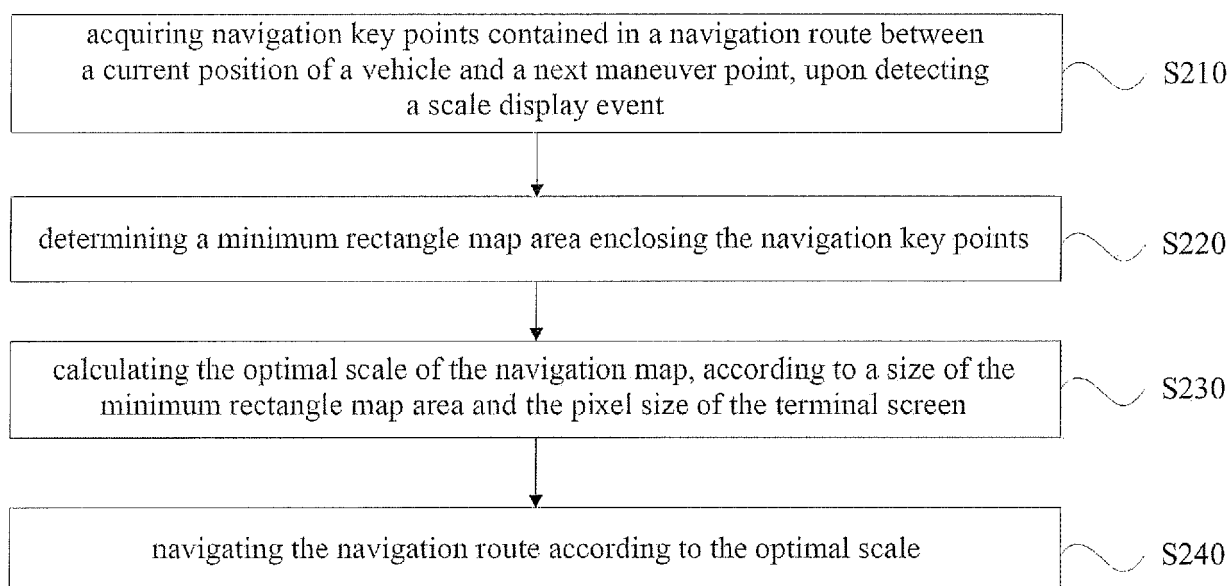 acquiring navigation key points contained in a navigation route between
a current position of a vehicle and a next maneuver point, upon detecting
a scale display event
S210
determining a minimum rectangle map area enclosing the navigation key points
S220
calculating the optimal scale of the navigation map, according to a size of the
minimum rectangle map area and the pixel size of the terminal screen
S230
navigating the navigation route according to the optimal scale
S240